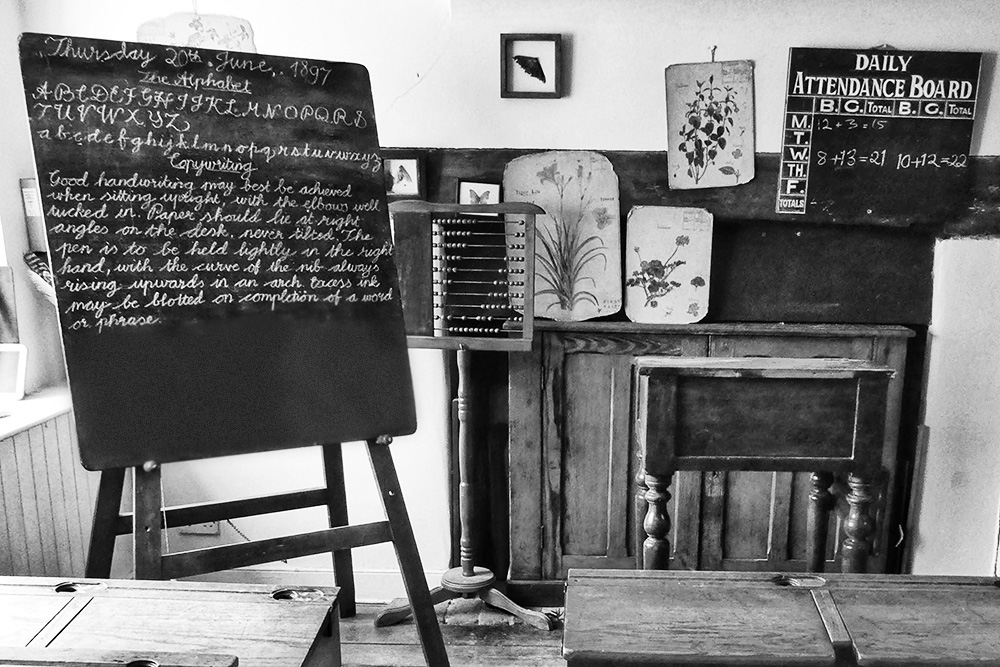 Thursday 20th June, 1897
The Alphabet
A B C D E F G H I J K L M N O P Q R S
T U V W X Y Z
a b c d e f g h i j k l m n o p q r s t u v w x y z
Copywriting
Good handwriting may best be achieved
when sitting upright, with the elbows well
tucked in. Paper should lie at right
angles on the desk, never tilted. The
pen is to be held lightly in the right
hand, with the curve of the nib always
rising upwards in an arch. Excess ink
may be blotted on completion of a word
or phrase.
DAILY
ATTENDANCE BOARD
B. G. TOTAL B. G. TOTAL
M. 12 + 3 = 15
T.
W. 8 + 13 = 21 10 + 12 = 22
TH.
F.
TOTALS